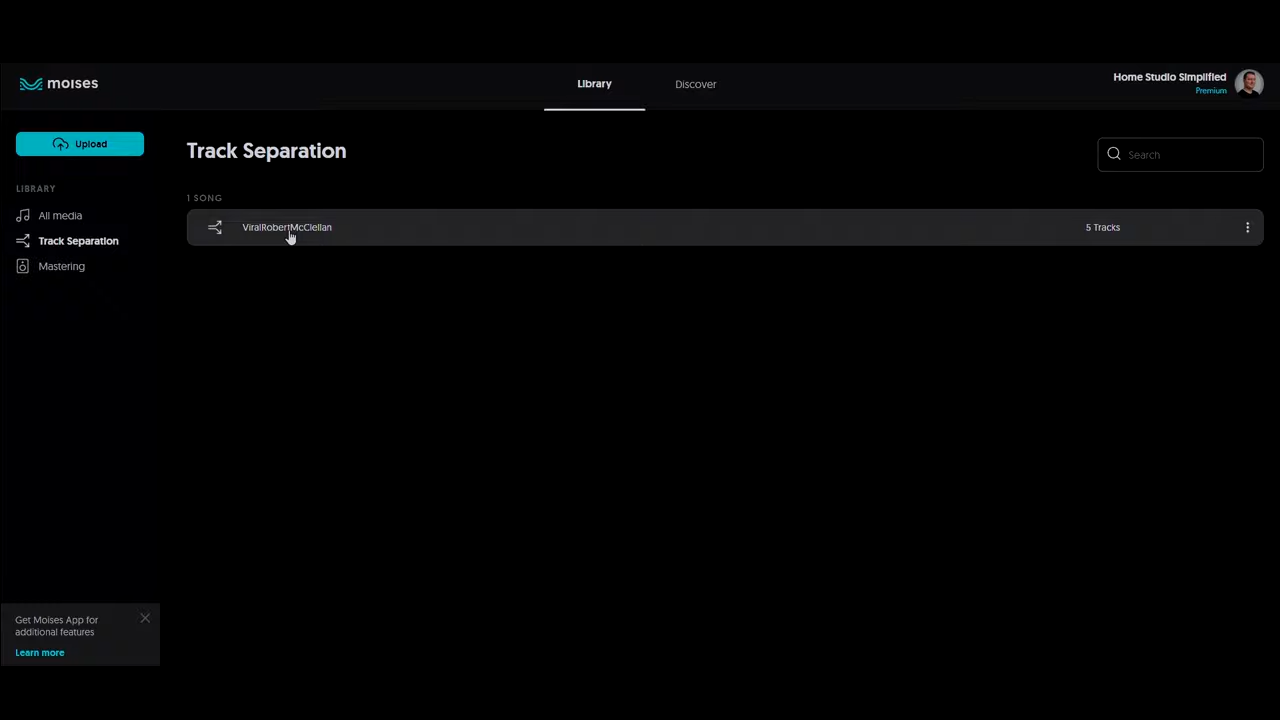 moises
Library
Discover
Home Studio Simplified
Premium
Upload
Track Separation
Search
LIBRARY
1 SONG
All media
ViralRobertMcClellan
5 Tracks
Track Separation
Mastering
Get Moises App for
additional features
Learn more